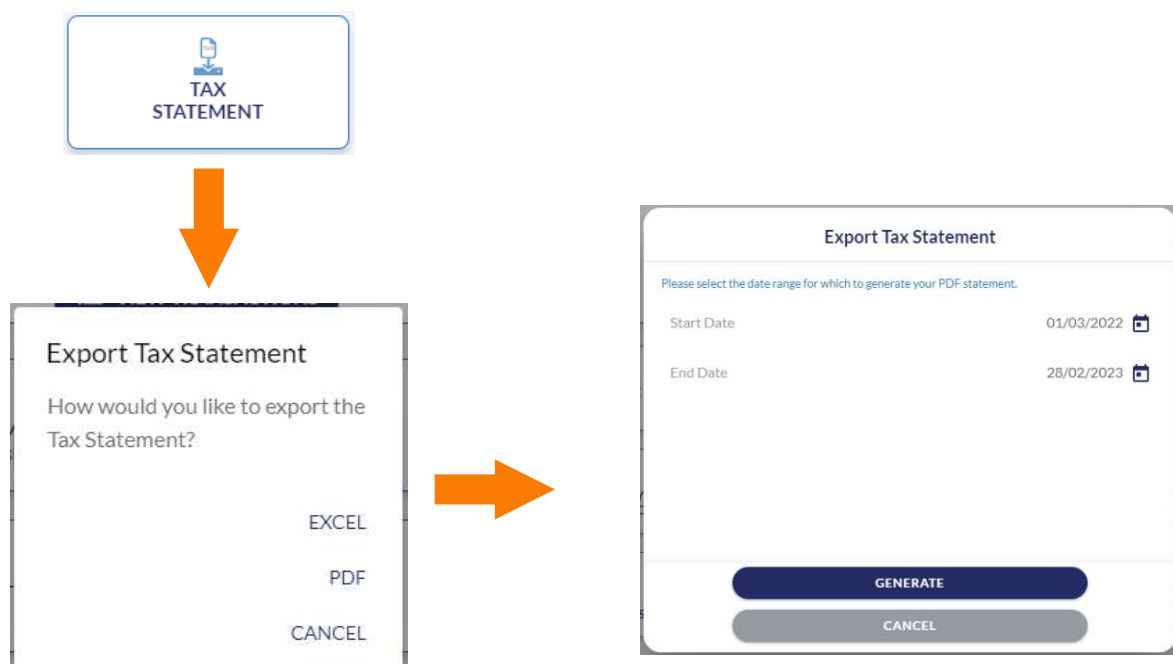 TAX
TAX
STATEMENT
Export Tax Statement
How would you like to export the
Tax Statement?
EXCEL
PDF
CANCEL
Export Tax Statement
Please select the date range for which to generate your PDF statement.
Start Date 01/03/2022
End Date 28/02/2023
GENERATE
CANCEL